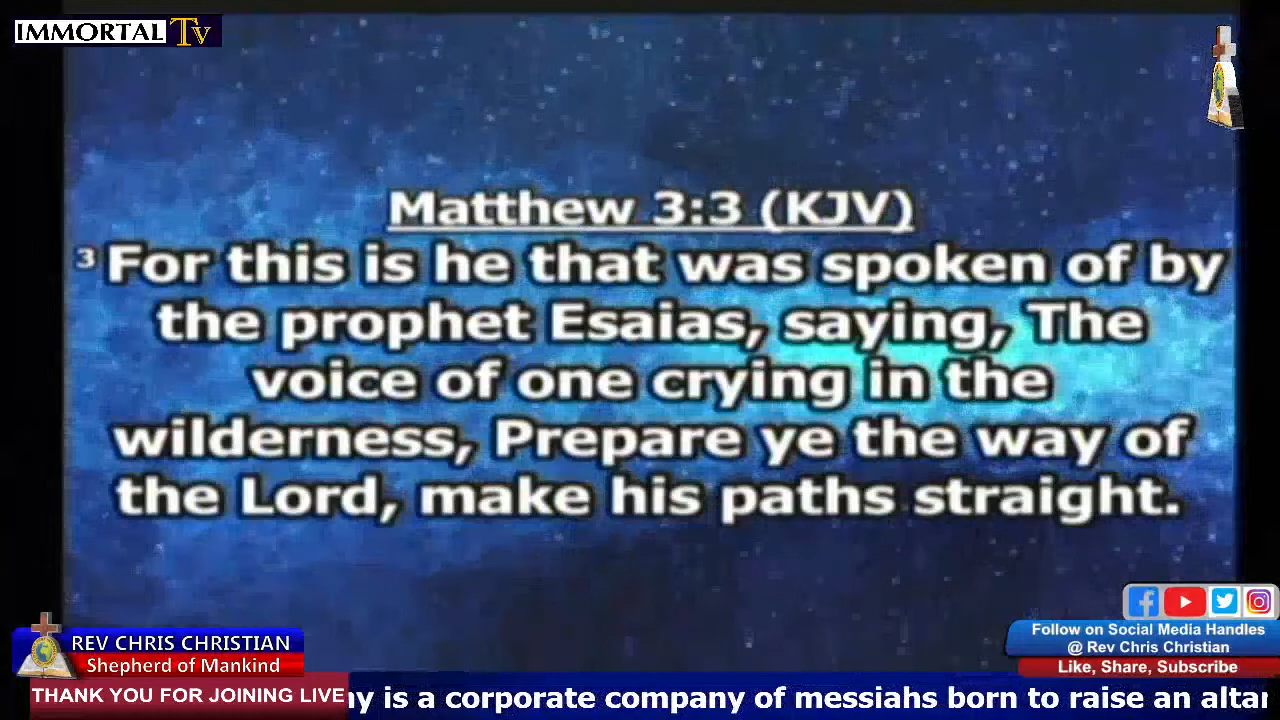 IMMORTAL Tv
Matthew 3:3 (KJV)
3 For this is he that was spoken of by
the prophet Esaias, saying, The
voice of one crying in the
wilderness, Prepare ye the way of
the Lord, make his paths straight.
REV CHRIS CHRISTIAN
Shepherd of Mankind
Follow on Social Media Handles
@ Rev Chris Christian
Like, Share, Subscribe
THANK YOU FOR JOINING LIVE
is a corporate company of messiahs born to raise an